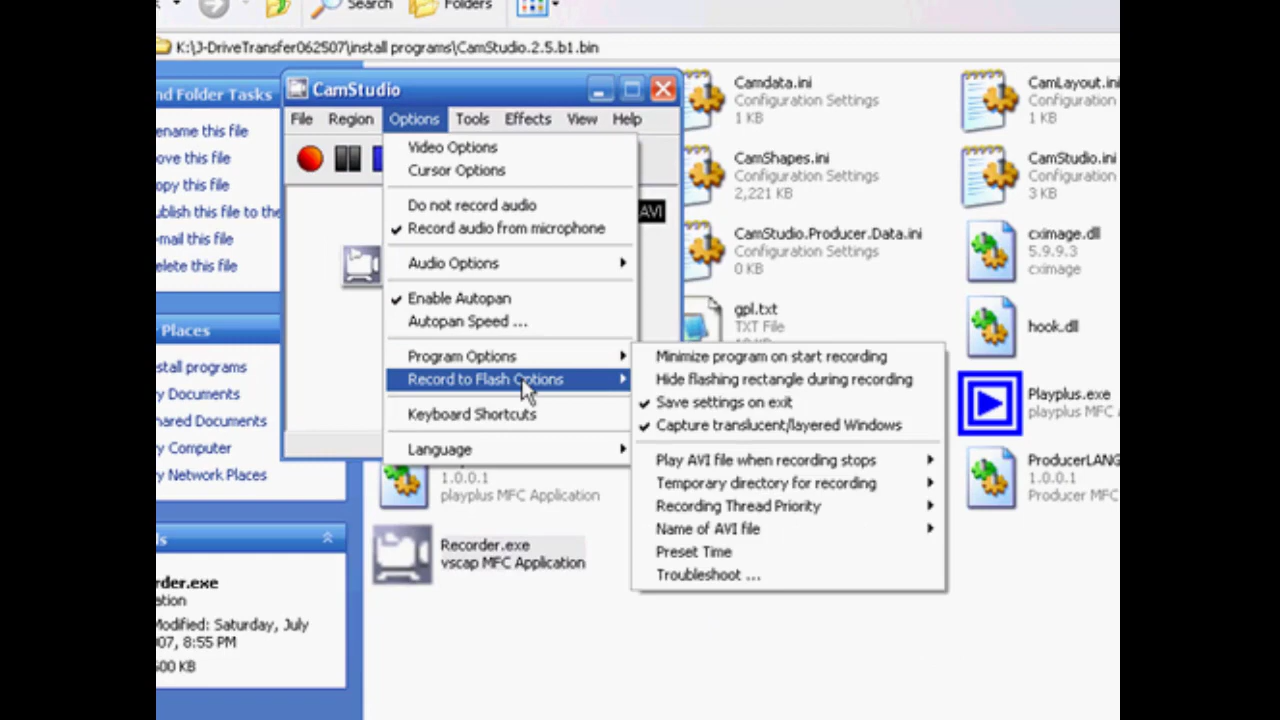 Search
Folders
K:\J-DriveTransfer062507\install programs\CamStudio.2.5.b1.bin
nd Folder Tasks
ename this file
ove this file
opy this file
ublish this file to the
-mail this file
elete this file
Places
nstall programs
y Documents
hared Documents
y Computer
y Network Places
ls
rder.exe
ation
Modified: Saturday, July
07, 8:55 PM
600 KB
CamStudio
File Region Options Tools Effects View Help
AVI
Video Options
Cursor Options
Do not record audio
Record audio from microphone
Audio Options
Enable Autopan
Autopan Speed ...
Program Options
Record to Flash Options
Keyboard Shortcuts
Language
Minimize program on start recording
Hide flashing rectangle during recording
Save settings on exit
Capture translucent/layered Windows
Play AVI file when recording stops
Temporary directory for recording
Recording Thread Priority
Name of AVI file
Preset Time
Troubleshoot ...
Camdata.ini
Configuration Settings
1 KB
CamLayout.ini
Configuration Settings
1 KB
CamShapes.ini
Configuration Settings
2,221 KB
CamStudio.ini
Configuration Settings
3 KB
CamStudio.Producer.Data.ini
Configuration Settings
0 KB
cximage.dll
5.9.9.3
cximage
gpl.txt
TXT File
hook.dll
Playplus.exe
playplus MFC A
1.0.0.1
playplus MFC Application
ProducerLANG
1.0.0.1
Producer MFC
Recorder.exe
vscap MFC Application